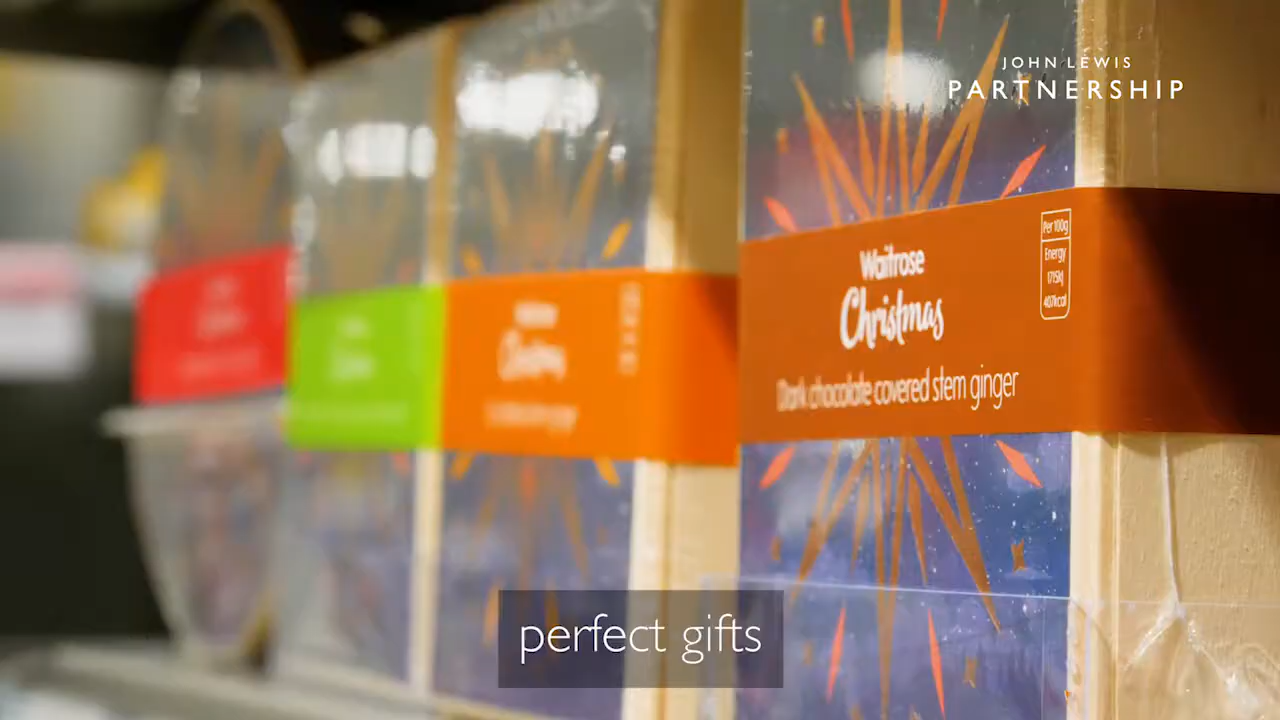 JOHN LEWIS
PARTNERSHIP
Waitrose
Christmas
Dark chocolate covered stem ginger
Per 100g
Energy
1715kJ
407kcal
perfect gifts